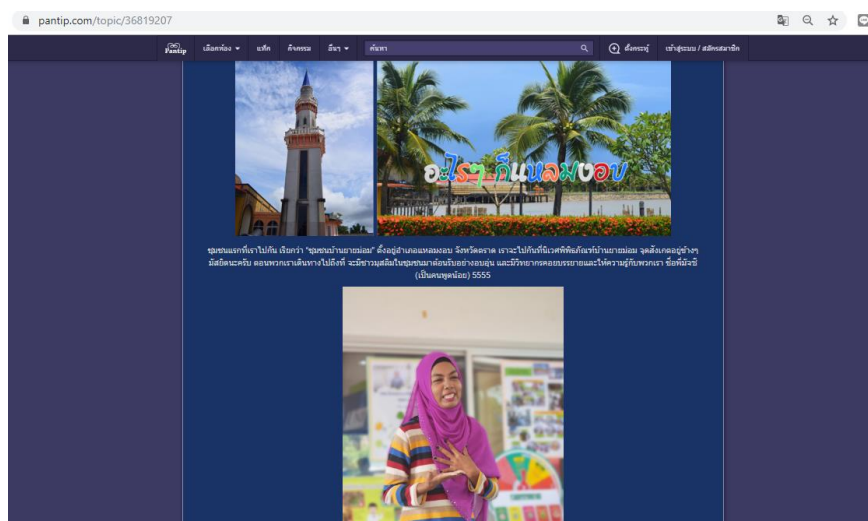 pantip.com/topic/36819207
Pantip เลือกห้อง แท็ก กิจกรรม อื่นๆ ค้นหา ตั้งกระทู้ เข้าสู่ระบบ / สมัครสมาชิก
อะไรๆ ก็แหลมงอบ
ชุมชนแรกที่เราไปกัน เรียกว่า "ชุมชนบ้านยายม่อม" ตั้งอยู่อำเภอแหลมงอบ จังหวัดตราด เราจะไปกันที่นิเวศพิพิธภัณฑ์บ้านยายม่อม จุดสังเกตอยู่ข้างๆ
มัสยิดนะครับ ตอนพวกเราเดินทางไปถึงที่ จะมีชาวมุสลิมในชุมชนมาต้อนรับอย่างอบอุ่น และมีวิทยากรคอยบรรยายและให้ความรู้กับพวกเรา ชื่อพี่มัจชี
(เป็นคนพูดน้อย) 5555